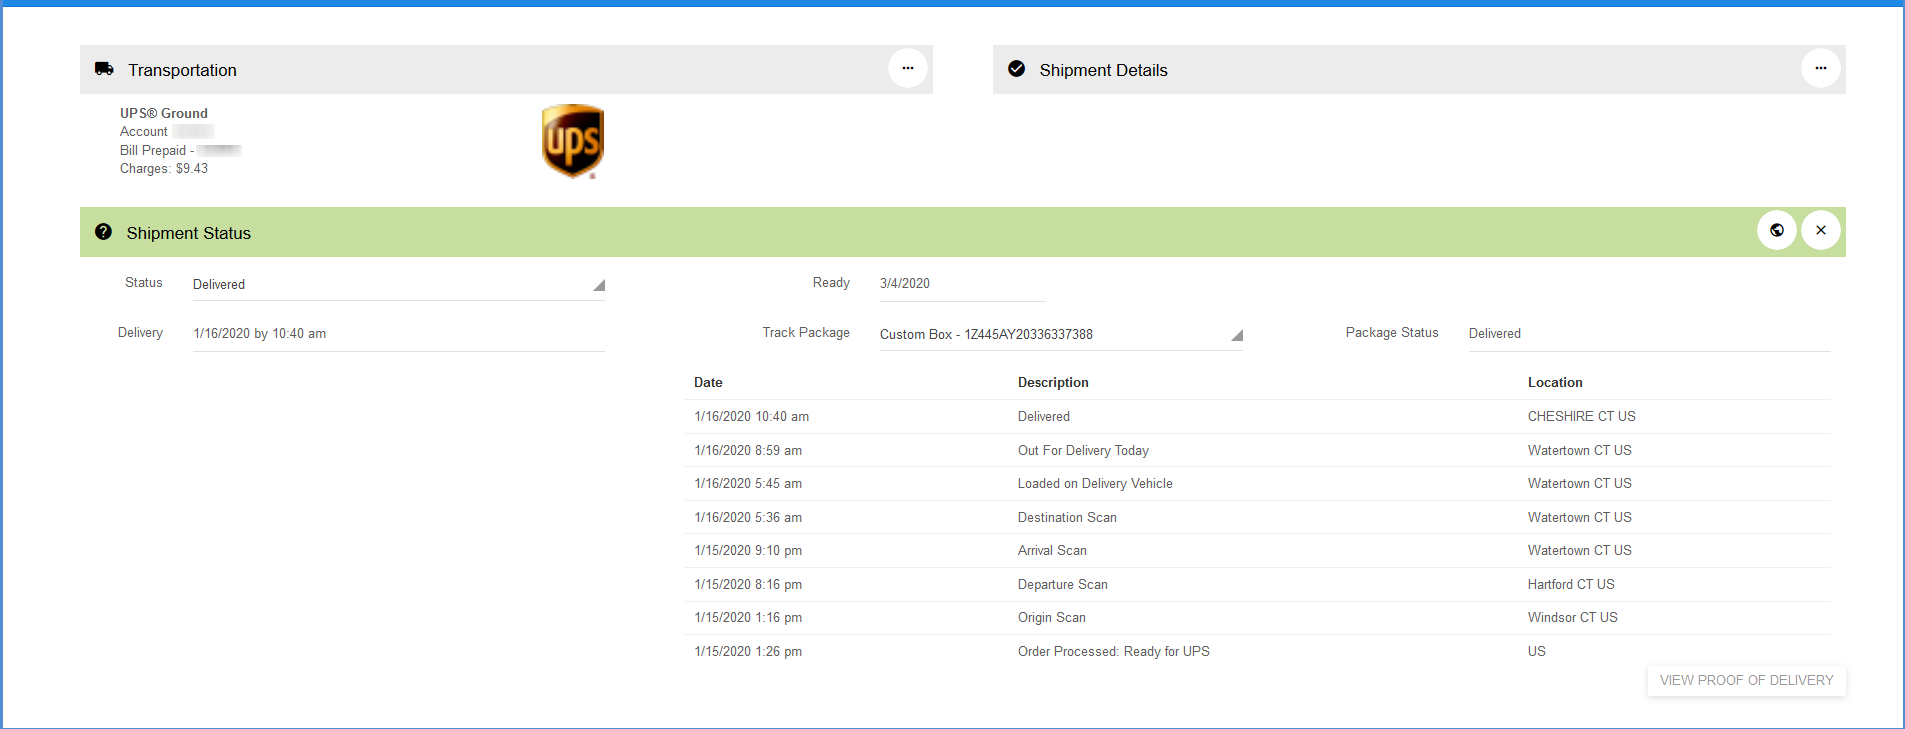 Transportation
Shipment Details
UPS® Ground
Account
Bill Prepaid -
Charges: $9.43
ups
Shipment Status
Status Delivered Ready 3/4/2020
Delivery 1/16/2020 by 10:40 am Track Package Custom Box - 1Z445AY20336337388 Package Status Delivered
Date Description Location
1/16/2020 10:40 am Delivered CHESHIRE CT US
1/16/2020 8:59 am Out For Delivery Today Watertown CT US
1/16/2020 5:45 am Loaded on Delivery Vehicle Watertown CT US
1/16/2020 5:36 am Destination Scan Watertown CT US
1/15/2020 9:10 pm Arrival Scan Watertown CT US
1/15/2020 8:16 pm Departure Scan Hartford CT US
1/15/2020 1:16 pm Origin Scan Windsor CT US
1/15/2020 1:26 pm Order Processed: Ready for UPS US
VIEW PROOF OF DELIVERY